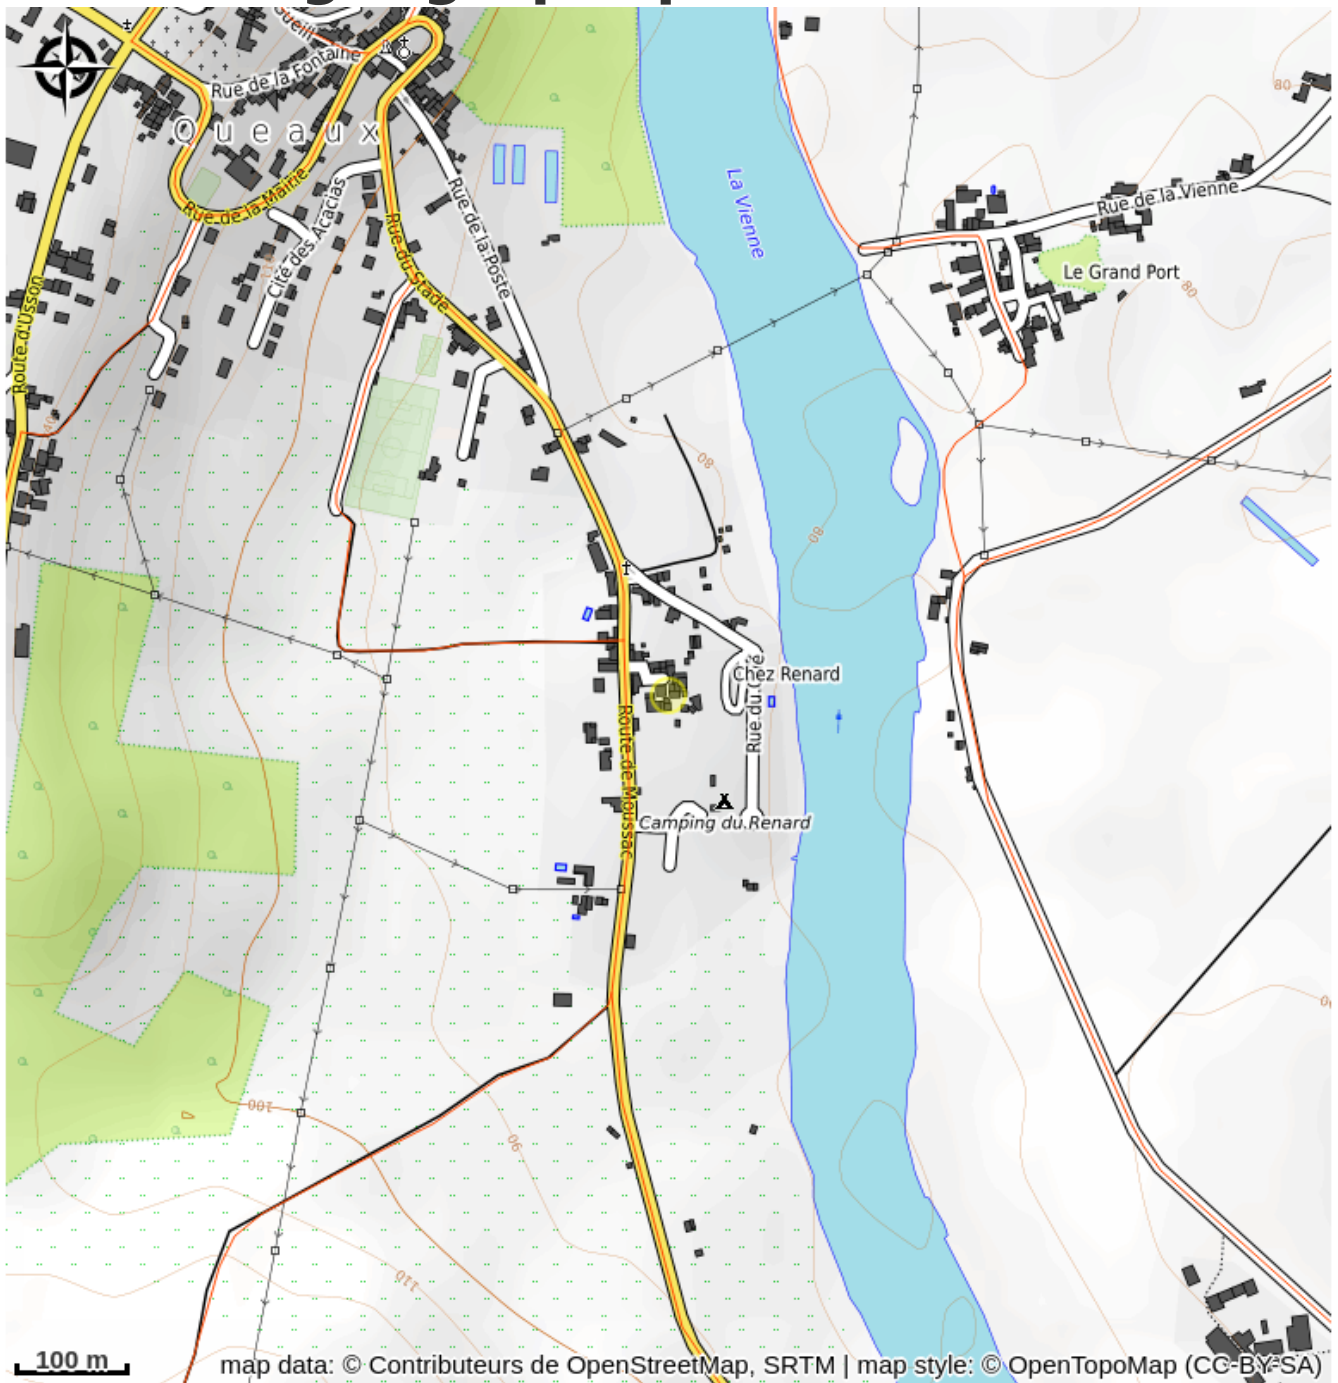 Rue de la Fontaine
Queaux
Rue de la Mairie
Cité des Acacias
Rue du Stade
Rue de la Poste
La Vienne
Rue de la Vienne
Le Grand Port
80
80
Route d'Usson
40
80
80
Chez Renard
Rue du Gué
Route de Moussac
Camping du Renard
100
90
110
100 m
map data: © Contributeurs de OpenStreetMap, SRTM | map style: © OpenTopoMap (CC-BY-SA)